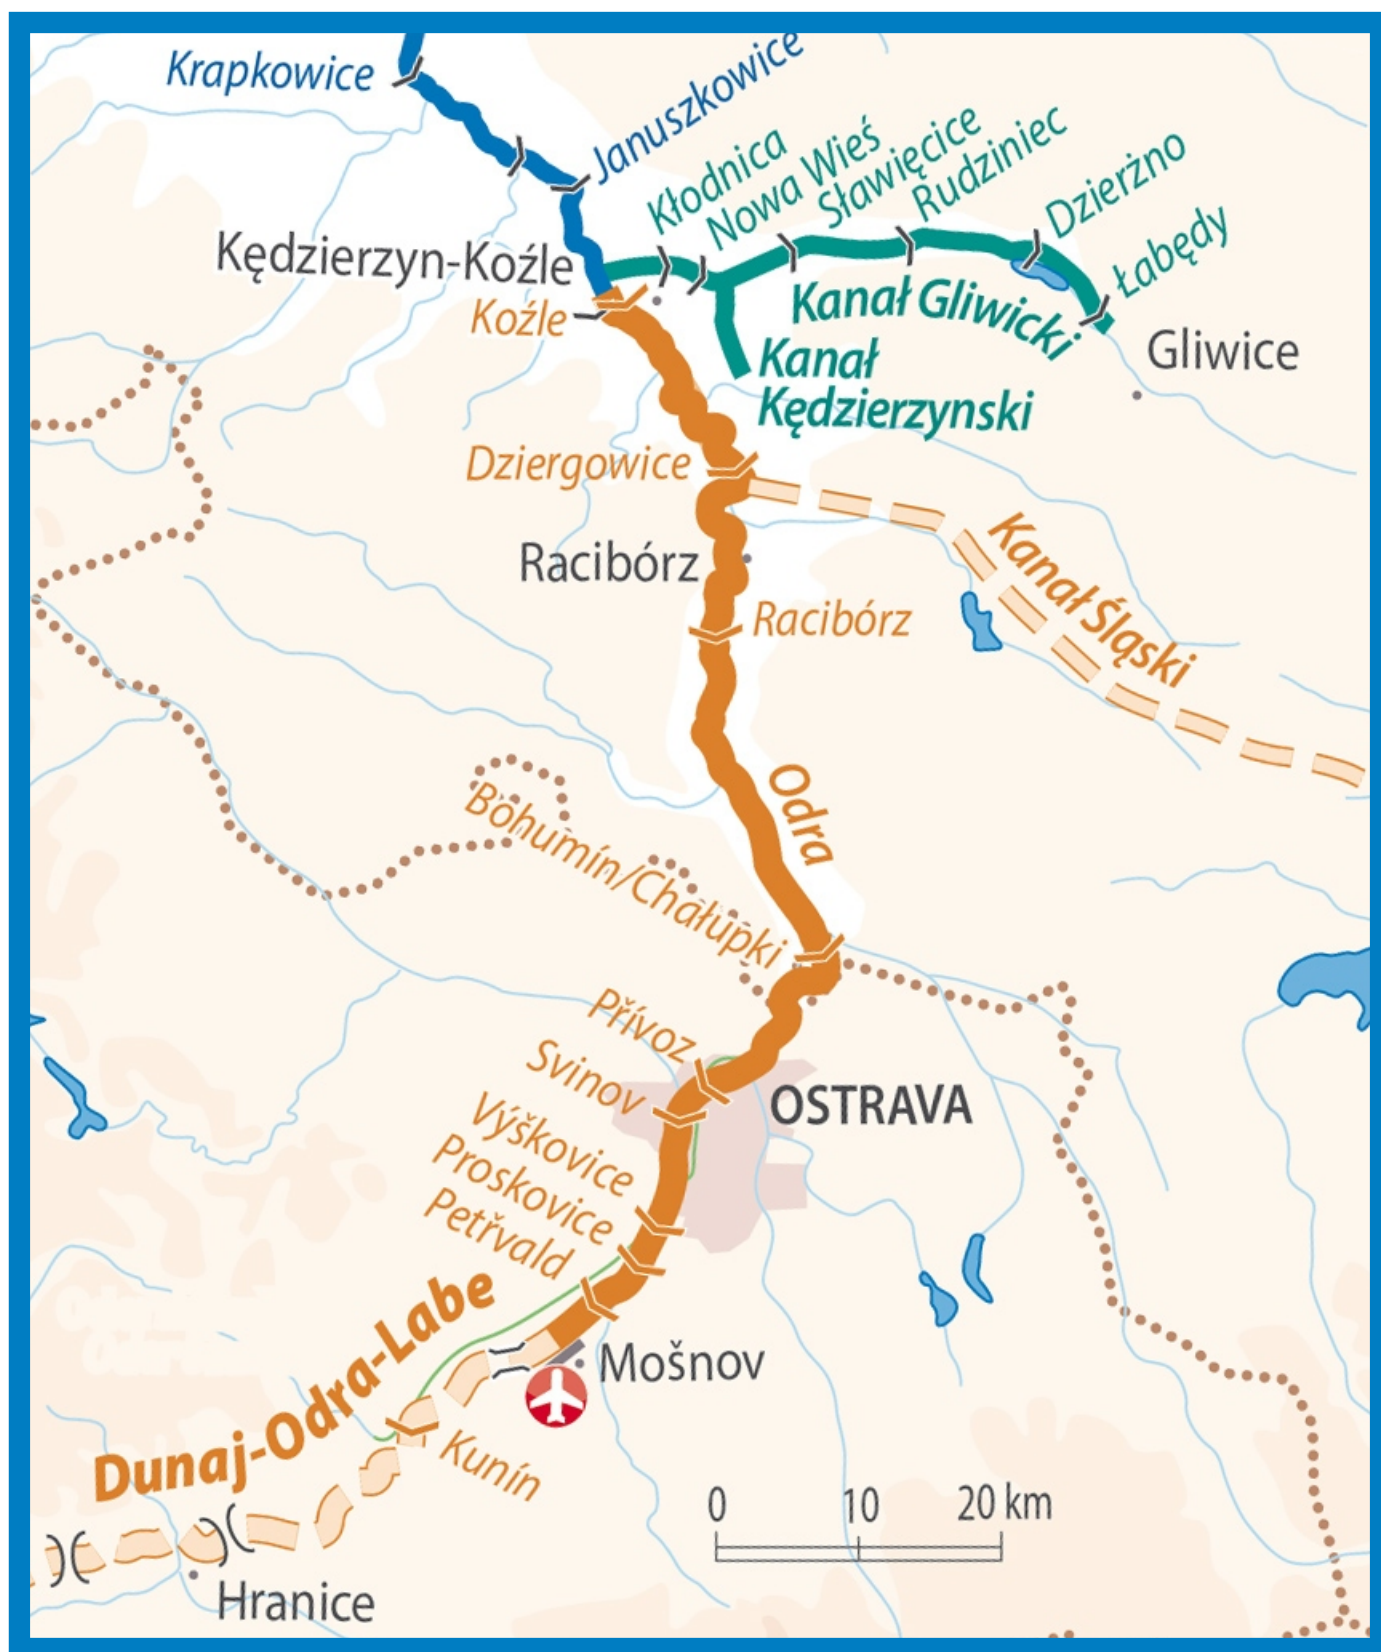 Krapkowice
Januszkowice
Kłodnica
Nowa Wieś
Sławięcice
Rudziniec
Dzierżno
Łabędy
Kędzierzyn-Koźle
Koźle
Kanał Gliwicki
Gliwice
Kanał
Kędzierzynski
Dziergowice
Kanał Śląski
Racibórz
Racibórz
Odra
Bohumín/Chałupki
Přívoz
Svinov
OSTRAVA
Výškovice
Proskovice
Petřvald
Dunaj-Odra-Labe
Mošnov
Kunín
0 10 20 km
Hranice